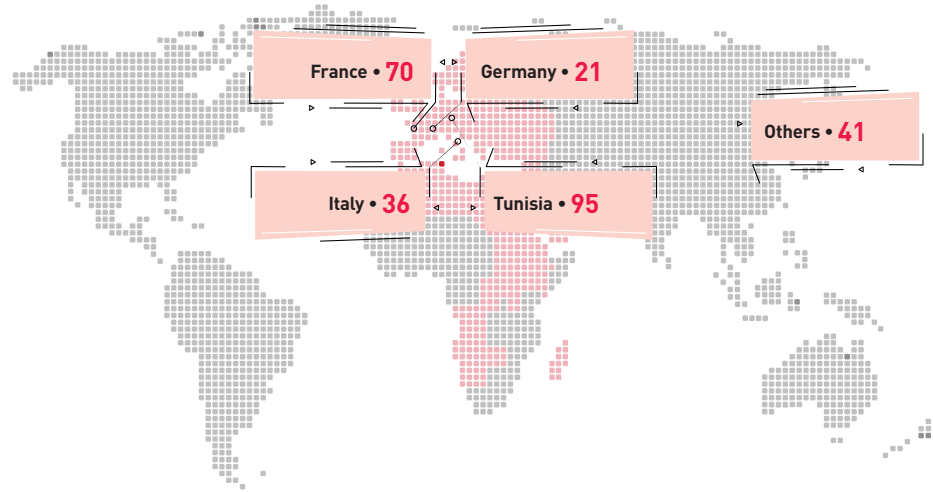 France • 70
Germany • 21
Others • 41
Italy • 36
Tunisia • 95